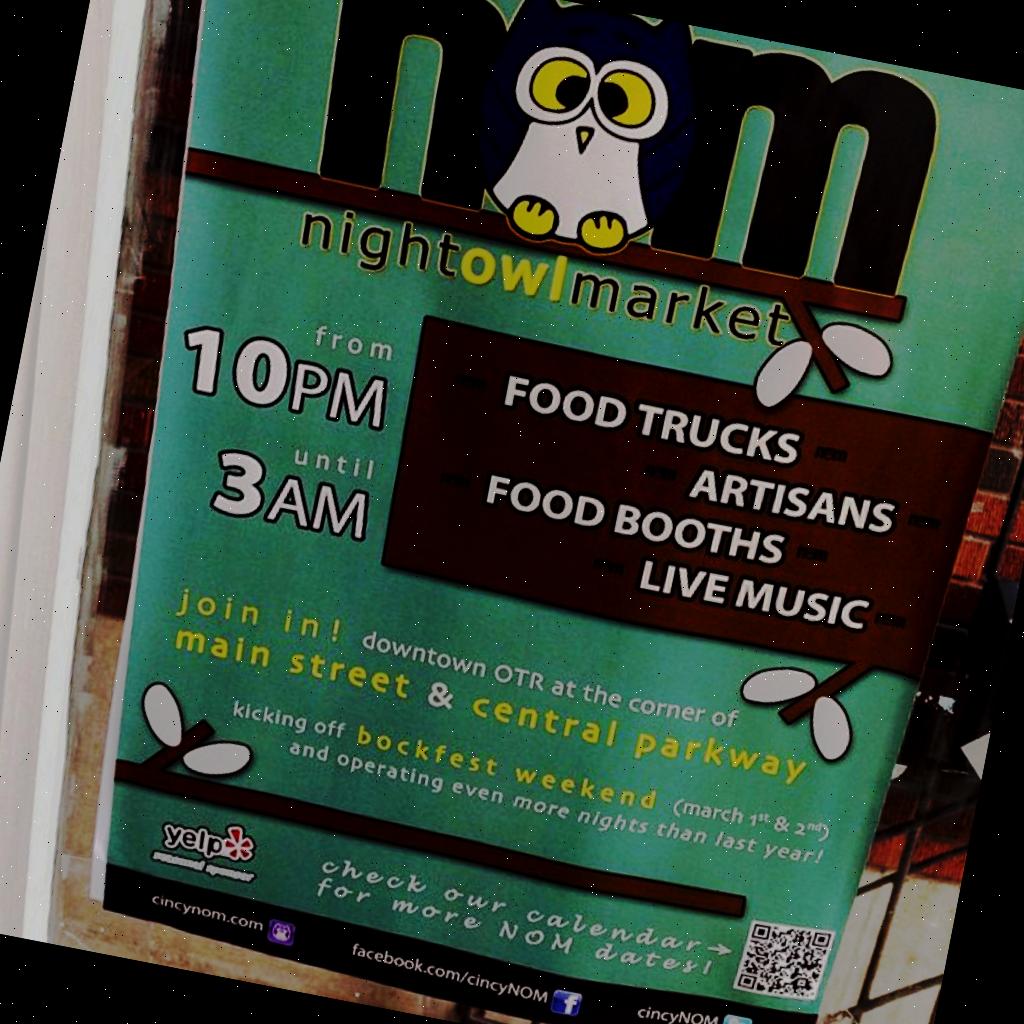 nom
nightowlmarket
from
10PM
until
3AM
FOOD TRUCKS
ARTISANS
FOOD BOOTHS
LIVE MUSIC
join in! downtown OTR at the corner of
main street & central parkway
kicking off bockfest weekend (march 1st & 2nd)
and operating even more nights than last year!
yelp
check our calendar
for more NOM dates!
cincynom.com
facebook.com/cincyNOM
cincyNOM